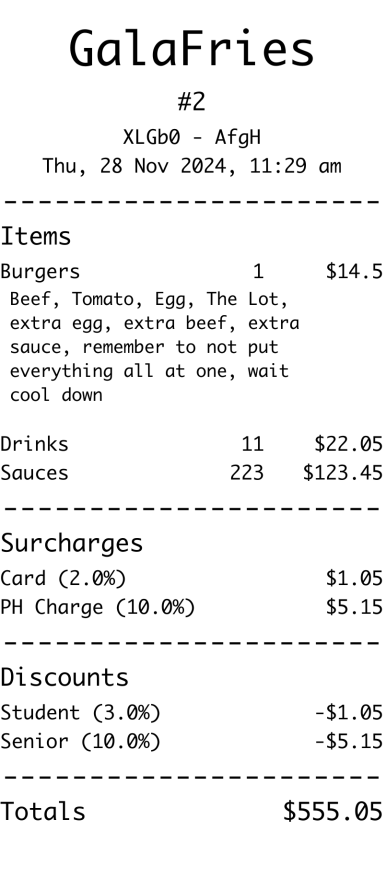 GalaFries
#2
XLGb0 - AfgH
Thu, 28 Nov 2024, 11:29 am
Items
Burgers 1 $14.5
Beef, Tomato, Egg, The Lot,
extra egg, extra beef, extra
sauce, remember to not put
everything all at one, wait
cool down
Drinks 11 $22.05
Sauces 223 $123.45
Surcharges
Card (2.0%) $1.05
PH Charge (10.0%) $5.15
Discounts
Student (3.0%) -$1.05
Senior (10.0%) -$5.15
Totals $555.05